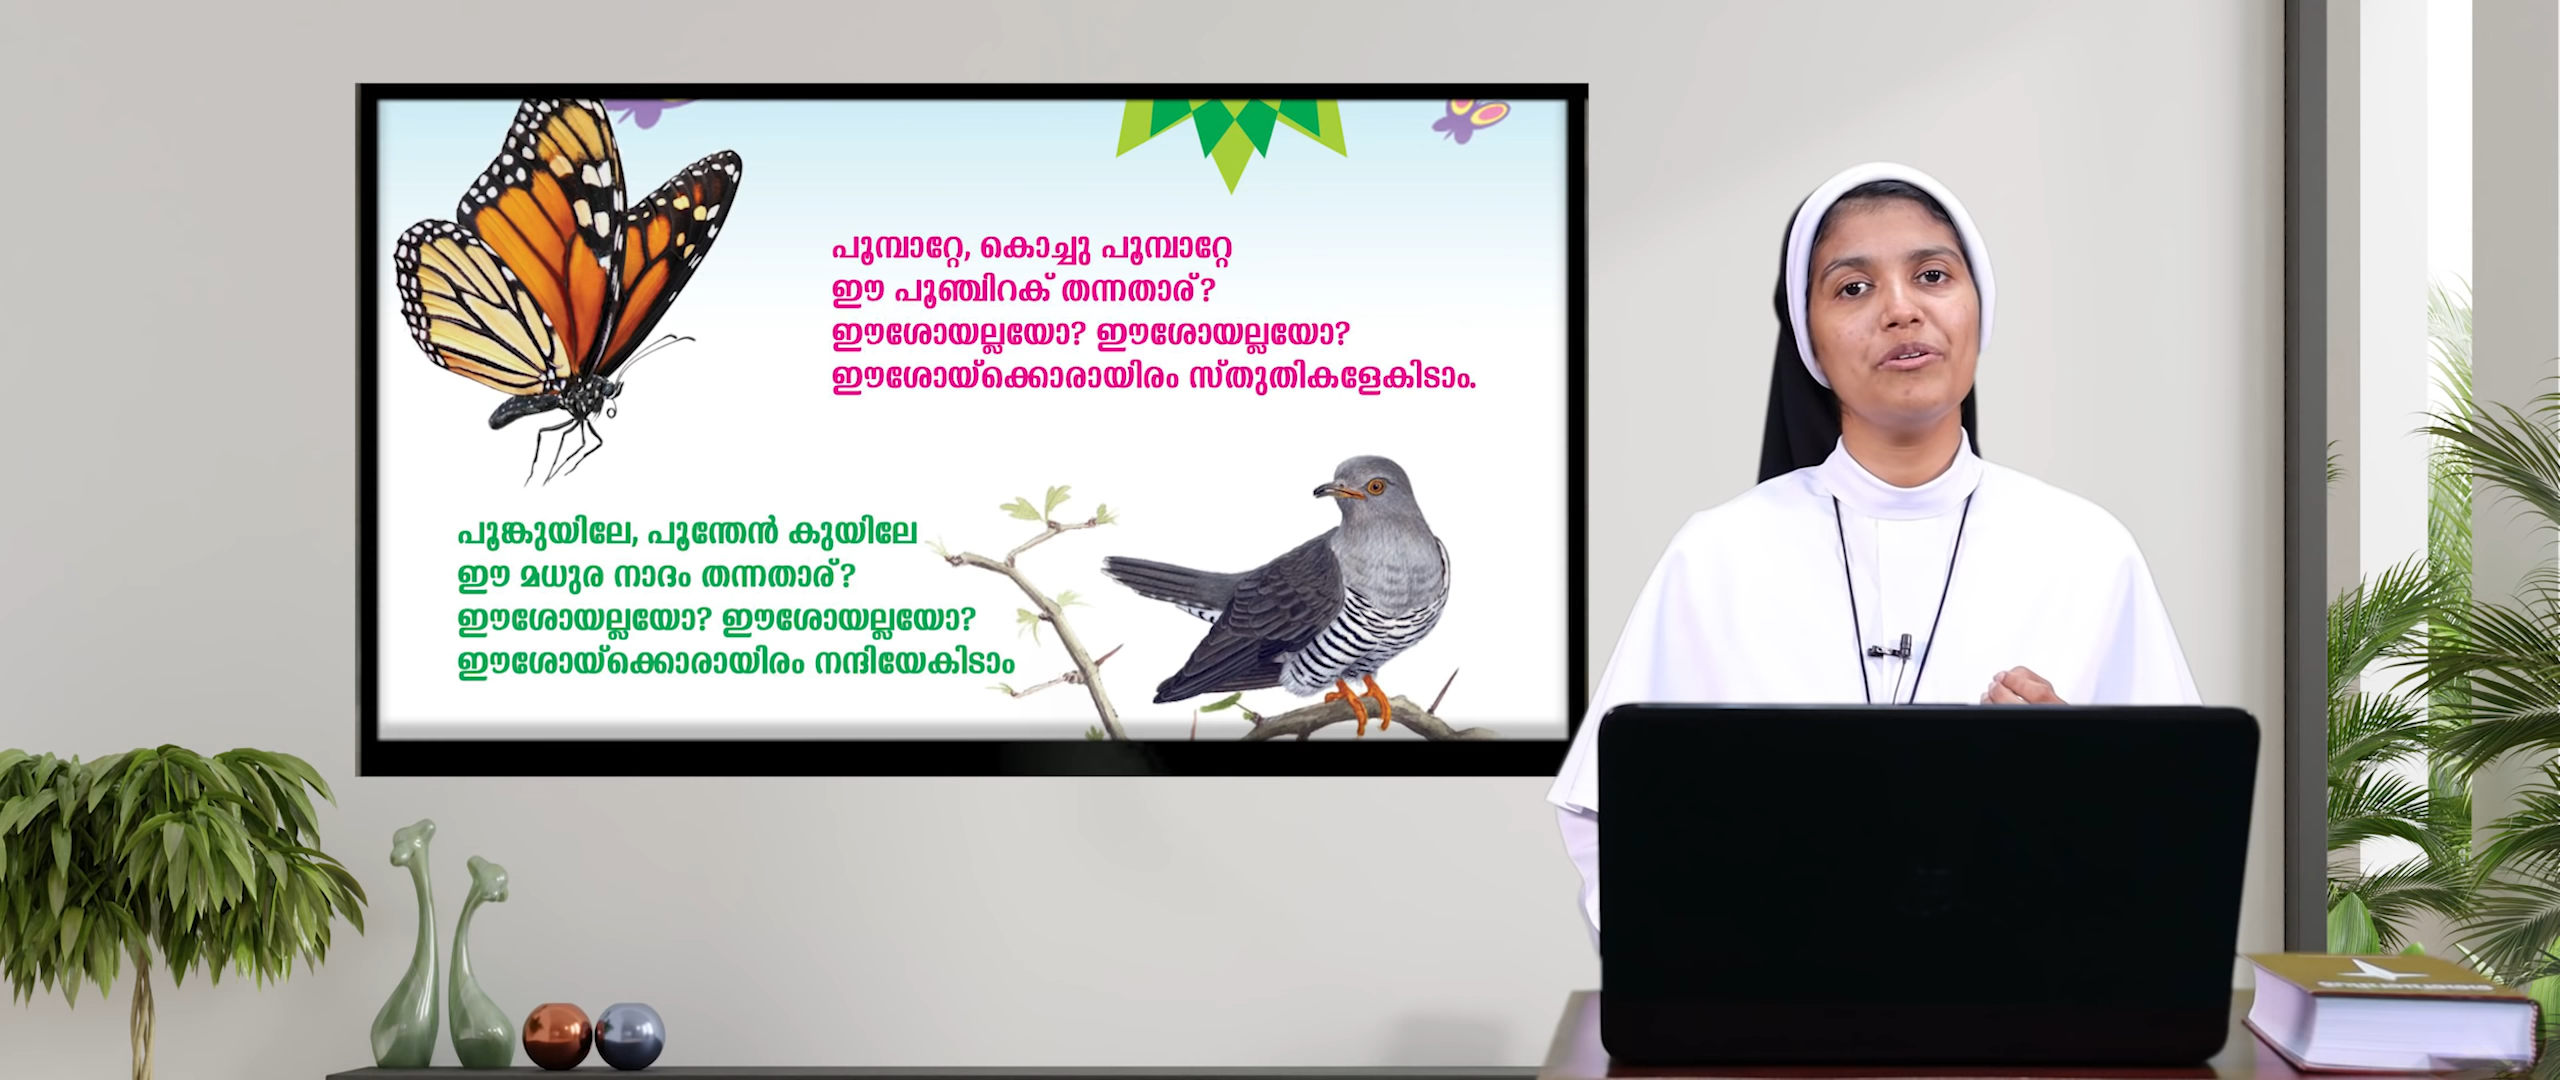 പൂമ്പാറ്റേ, കൊച്ചു പൂമ്പാറ്റേ
ഈ പൂഞ്ചിറക് തന്നതാര്?
ഈശോയല്ലയോ? ഈശോയല്ലയോ?
ഈശോയ്ക്കൊരായിരം സ്തുതികളേകിടാം.
പൂങ്കുയിലേ, പൂന്തേൻ കുയിലേ
ഈ മധുര നാദം തന്നതാര്?
ഈശോയല്ലയോ? ഈശോയല്ലയോ?
ഈശോയ്ക്കൊരായിരം നന്ദിയേകിടാം